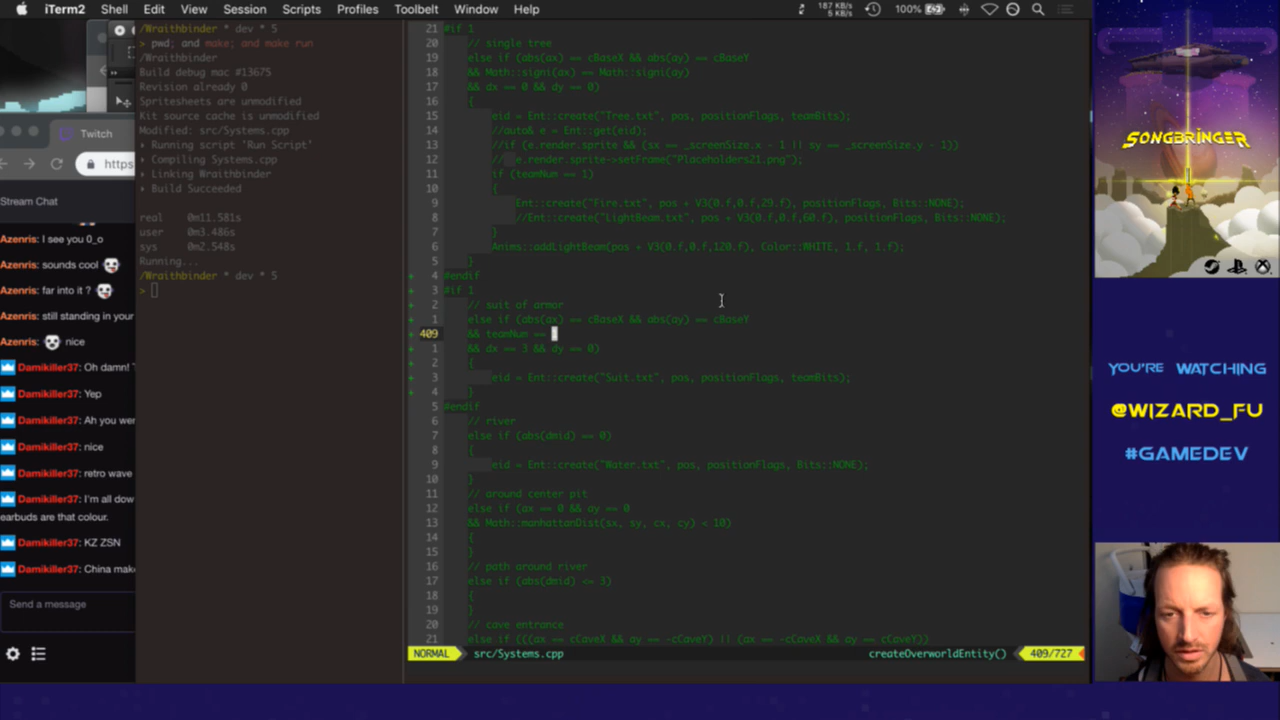 iTerm2 Shell Edit View Session Scripts Profiles Toolbelt Window Help
187 KB/s
5 KB/s
100%
/Wraithbinder * dev * 5
> pwd; and make; and make run
/Wraithbinder
Build debug mac #13675
Revision already 0
Spritesheets are unmodified
Kit source cache is unmodified
Modified: src/Systems.cpp
Running script 'Run Script'
Compiling Systems.cpp
Linking Wraithbinder
Build Succeeded
real 0m11.581s
user 0m3.486s
sys 0m2.548s
Running...
/Wraithbinder * dev * 5
>
Twitch
https
Stream Chat
Azenris: I see you 0_o
Azenris: sounds cool
Azenris: far into it ?
Azenris: still standing in your
Azenris: nice
Damikiller37: Oh damn!
Damikiller37: Yep
Damikiller37: Ah you wer
Damikiller37: nice
Damikiller37: retro wave
Damikiller37: I'm all dow
earbuds are that colour.
Damikiller37: KZ ZSN
Damikiller37: China mak
Send a message
21 #if 1
20 // single tree
19 else if (abs(ax) == cBaseX && abs(ay) == cBaseY
18 && Math::signi(ax) == Math::sign(ay)
17 && dx == 0 && dy == 0)
16 {
15 eid = Ent::create("Tree.txt", pos, positionFlags, teamBits);
14 //auto& e = Ent::get(eid);
13 //if (e.render.sprite && (sx == _screenSize.x - 1 || sy == _screenSize.y - 1))
12 // e.render.sprite->setFrame("Placeholders21.png");
11 if (teamNum == 1)
10 {
9 Ent::create("Fire.txt", pos + V3(0.f,0.f,29.f), positionFlags, Bits::NONE);
8 //Ent::create("LightBeam.txt", pos + V3(0.f,0.f,60.f), positionFlags, Bits::NONE);
7 }
6 Anims::addLightBeam(pos + V3(0.f,0.f,120.f), Color::WHITE, 1.f, 1.f);
5 }
+ 4 #endif
+ 3 #if 1
+ 2 // suit of armor
+ 1 else if (abs(ax) == cBaseX && abs(ay) == cBaseY
+ 409 && teamNum ==
+ 1 && dx == 3 && dy == 0)
+ 2 {
+ 3 eid = Ent::create("Suit.txt", pos, positionFlags, teamBits);
+ 4 }
5 #endif
6 // river
7 else if (abs(dmid) == 0)
8 {
9 eid = Ent::create("Water.txt", pos, positionFlags, Bits::NONE);
10 }
11 // around center pit
12 else if (ax == 0 && ay == 0
13 && Math::manhattanDist(sx, sy, cx, cy) < 10)
14 {
15 }
16 // path around river
17 else if (abs(dmid) <= 3)
18 {
19 }
20 // cave entrance
21 else if (((ax == cCaveX && ay == -cCaveY) || (ax == -cCaveX && ay == cCaveY))
NORMAL src/Systems.cpp createOverworldEntity() 409/727
SONGBRINGER
YOU'RE WATCHING
@WIZARD_FU
#GAMEDEV